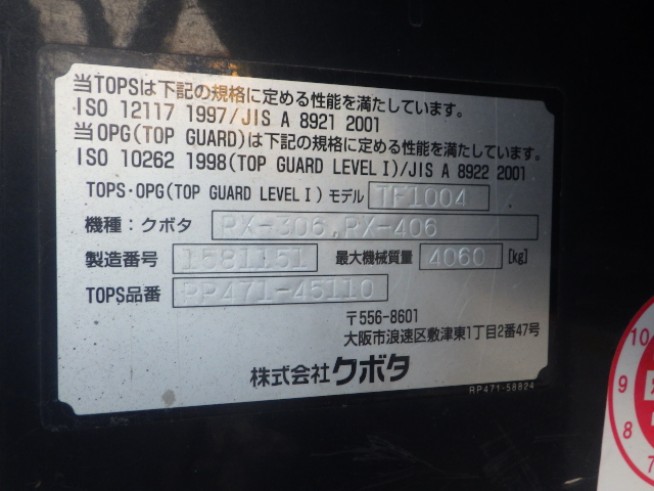 当TOPSは下記の規格に定める性能を満たしています。
ISO 12117 1997/JIS A 8921 2001
当OPG(TOP GUARD)は下記の規格に定める性能を満たしています。
ISO 10262 1998(TOP GUARD LEVEL I)/JIS A 8922 2001
TOPS・OPG(TOP GUARD LEVEL I) モデル TF1004
機種：クボタ RX-306,RX-406
製造番号 1581151 最大機械質量 4060 [kg]
TOPS品番 RP471-45110
〒556-8601
大阪市浪速区敷津東1丁目2番47号
株式会社クボタ
RP471-58824
10
9
8
7